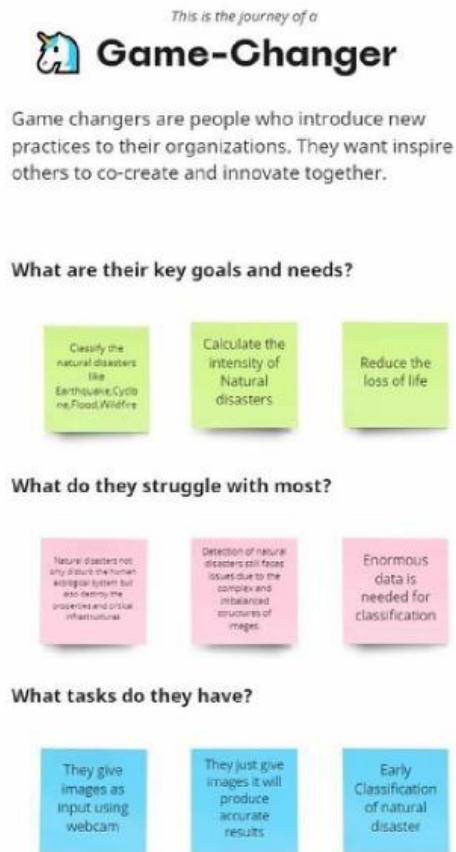 This is the journey of a
Game-Changer
Game changers are people who introduce new
practices to their organizations. They want inspire
others to co-create and innovate together.
What are their key goals and needs?
Classify the
natural disasters
like
Earthquake,Cyclo
ne,Flood,Wildfire
Calculate the
intensity of
Natural
disasters
Reduce the
loss of life
What do they struggle with most?
Natural disasters not
only disturb the human
ecological system but
also destroy the
properties and critical
infrastructures
Detection of natural
disasters still faces
issues due to the
complex and
imbalanced
structures of
images
Enormous
data is
needed for
classification
What tasks do they have?
They give
images as
input using
webcam
They just give
images it will
produce
accurate
results
Early
Classification
of natural
disaster